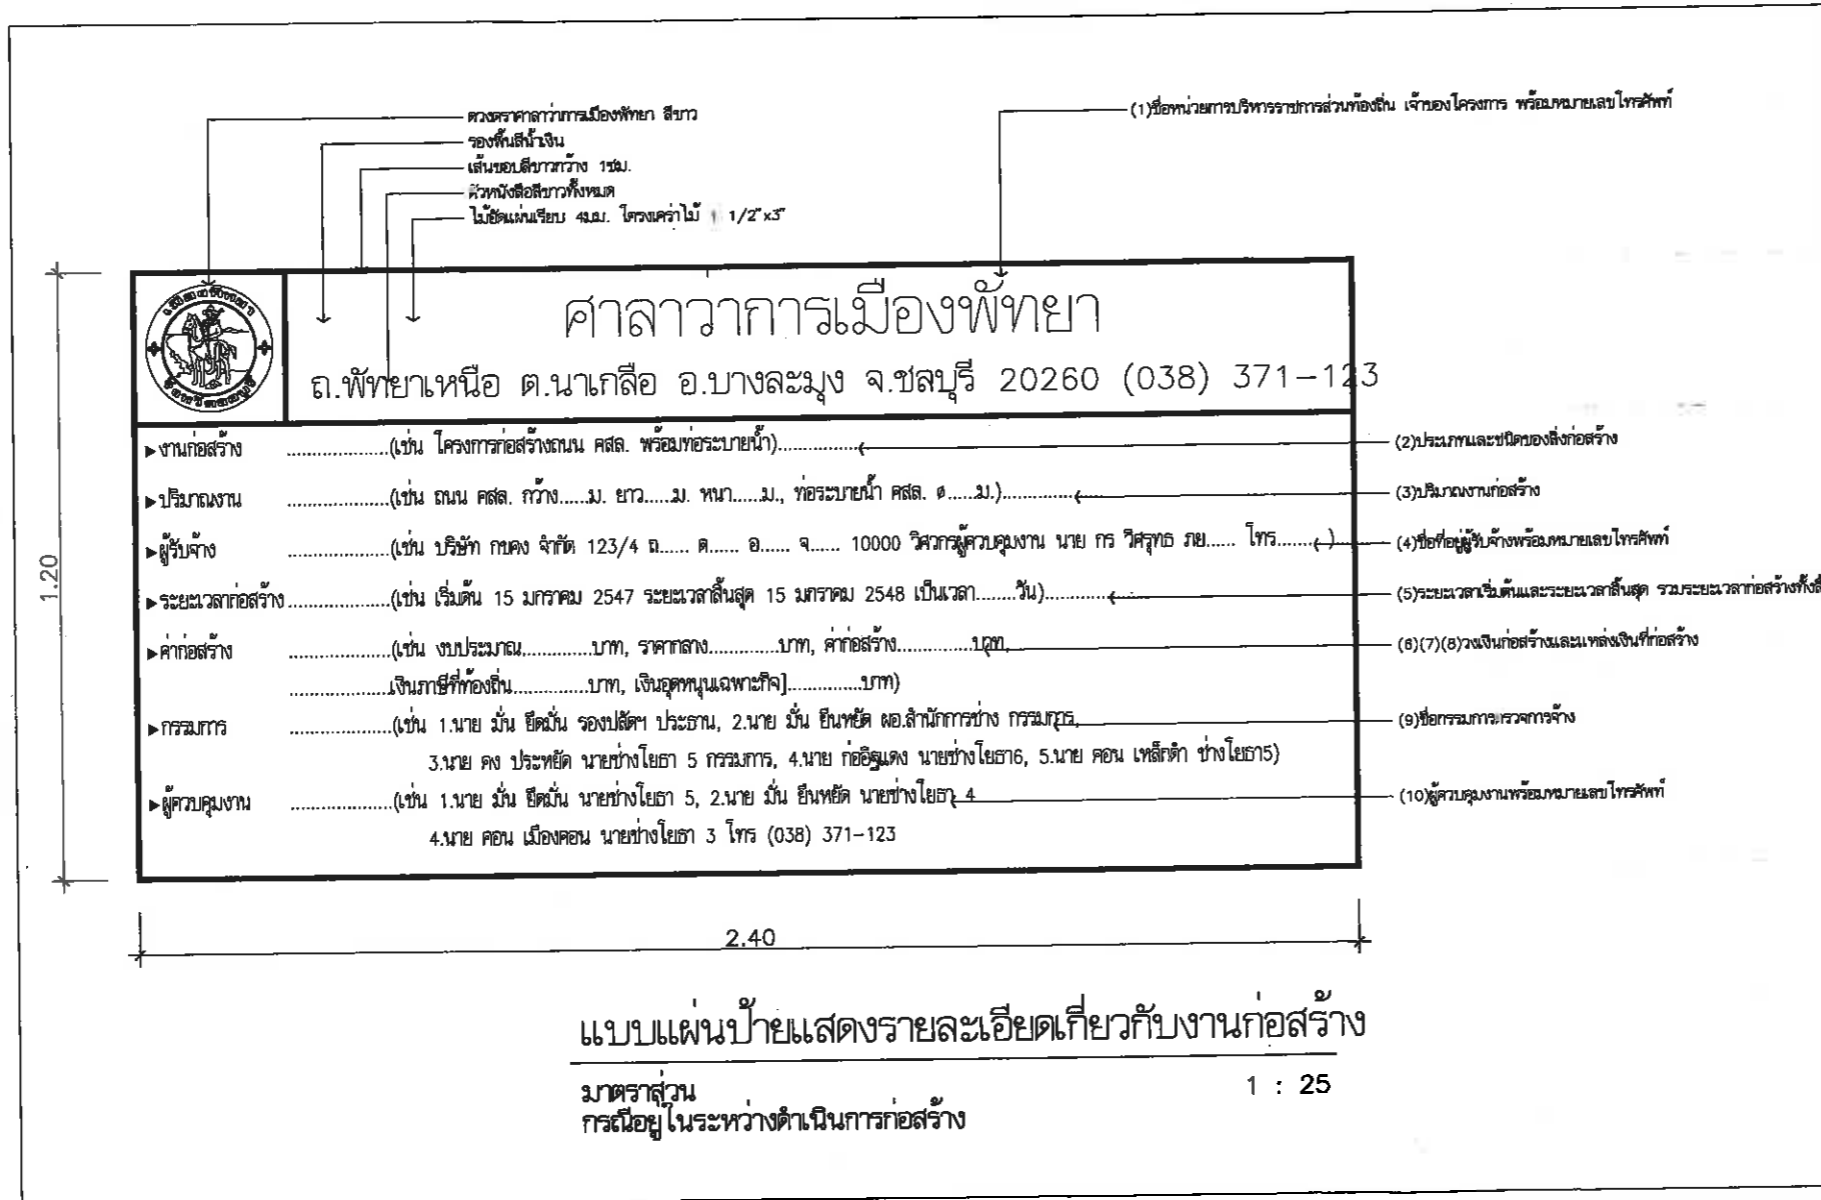 ดวงตราศาลาว่าการเมืองพัทยา สีขาว
รองพื้นสีน้ำเงิน
เส้นขอบสีขาวกว้าง 1ซม.
ตัวหนังสือสีขาวทั้งหมด
ไม้อัดแผ่นเรียบ 4มม. โครงเคร่าไม้ 1 1/2"x3"
(1)ชื่อหน่วยการบริหารราชการส่วนท้องถิ่น เจ้าของโครงการ พร้อมหมายเลขโทรศัพท์
ศาลาว่าการเมืองพัทยา
ถ.พัทยาเหนือ ต.นาเกลือ อ.บางละมุง จ.ชลบุรี 20260 (038) 371-123
▶งานก่อสร้าง ..................(เช่น โครงการก่อสร้างถนน คสล. พร้อมท่อระบายน้ำ)............... (2)ประเภทและชนิดของสิ่งก่อสร้าง
▶ปริมาณงาน ..................(เช่น ถนน คสล. กว้าง......ม. ยาว......ม. หนา......ม., ท่อระบายน้ำ คสล. ø.....ม.)............ (3)ปริมาณงานก่อสร้าง
▶ผู้รับจ้าง ..................(เช่น บริษัท กขคง จำกัด 123/4 ถ...... ต...... อ...... จ...... 10000 วิศวกรผู้ควบคุมงาน นาย กร วิศรุทธ ภย...... โทร........) (4)ชื่อที่อยู่ผู้รับจ้างพร้อมหมายเลขโทรศัพท์
▶ระยะเวลาก่อสร้าง ..................(เช่น เริ่มต้น 15 มกราคม 2547 ระยะเวลาสิ้นสุด 15 มกราคม 2548 เป็นเวลา........วัน)........... (5)ระยะเวลาเริ่มต้นและระยะเวลาสิ้นสุด รวมระยะเวลาก่อสร้างทั้งสิ้
▶ค่าก่อสร้าง ..................(เช่น งบประมาณ............บาท, ราคากลาง............บาท, ค่าก่อสร้าง.............บาท, (6)(7)(8)วงเงินก่อสร้างและแหล่งเงินที่ก่อสร้าง
..................เงินภาษีที่ท้องถิ่น.............บาท, เงินอุดหนุนเฉพาะกิจ].............บาท)
▶กรรมการ ..................(เช่น 1.นาย มั่น ยึดมั่น รองปลัดฯ ประธาน, 2.นาย มั่น ยืนหยัด ผอ.สำนักการช่าง กรรมการ, (9)ชื่อกรรมการตรวจการจ้าง
3.นาย คง ประหยัด นายช่างโยธา 5 กรรมการ, 4.นาย ก่ออิฐแดง นายช่างโยธา6, 5.นาย คอน เหล็กดำ ช่างโยธา5)
▶ผู้ควบคุมงาน ..................(เช่น 1.นาย มั่น ยึดมั่น นายช่างโยธา 5, 2.นาย มั่น ยืนหยัด นายช่างโยธา 4 (10)ผู้ควบคุมงานพร้อมหมายเลขโทรศัพท์
4.นาย คอน เมืองคอน นายช่างโยธา 3 โทร (038) 371-123
1.20
2.40
แบบแผ่นป้ายแสดงรายละเอียดเกี่ยวกับงานก่อสร้าง
มาตราส่วน 1 : 25
กรณีอยู่ในระหว่างดำเนินการก่อสร้าง